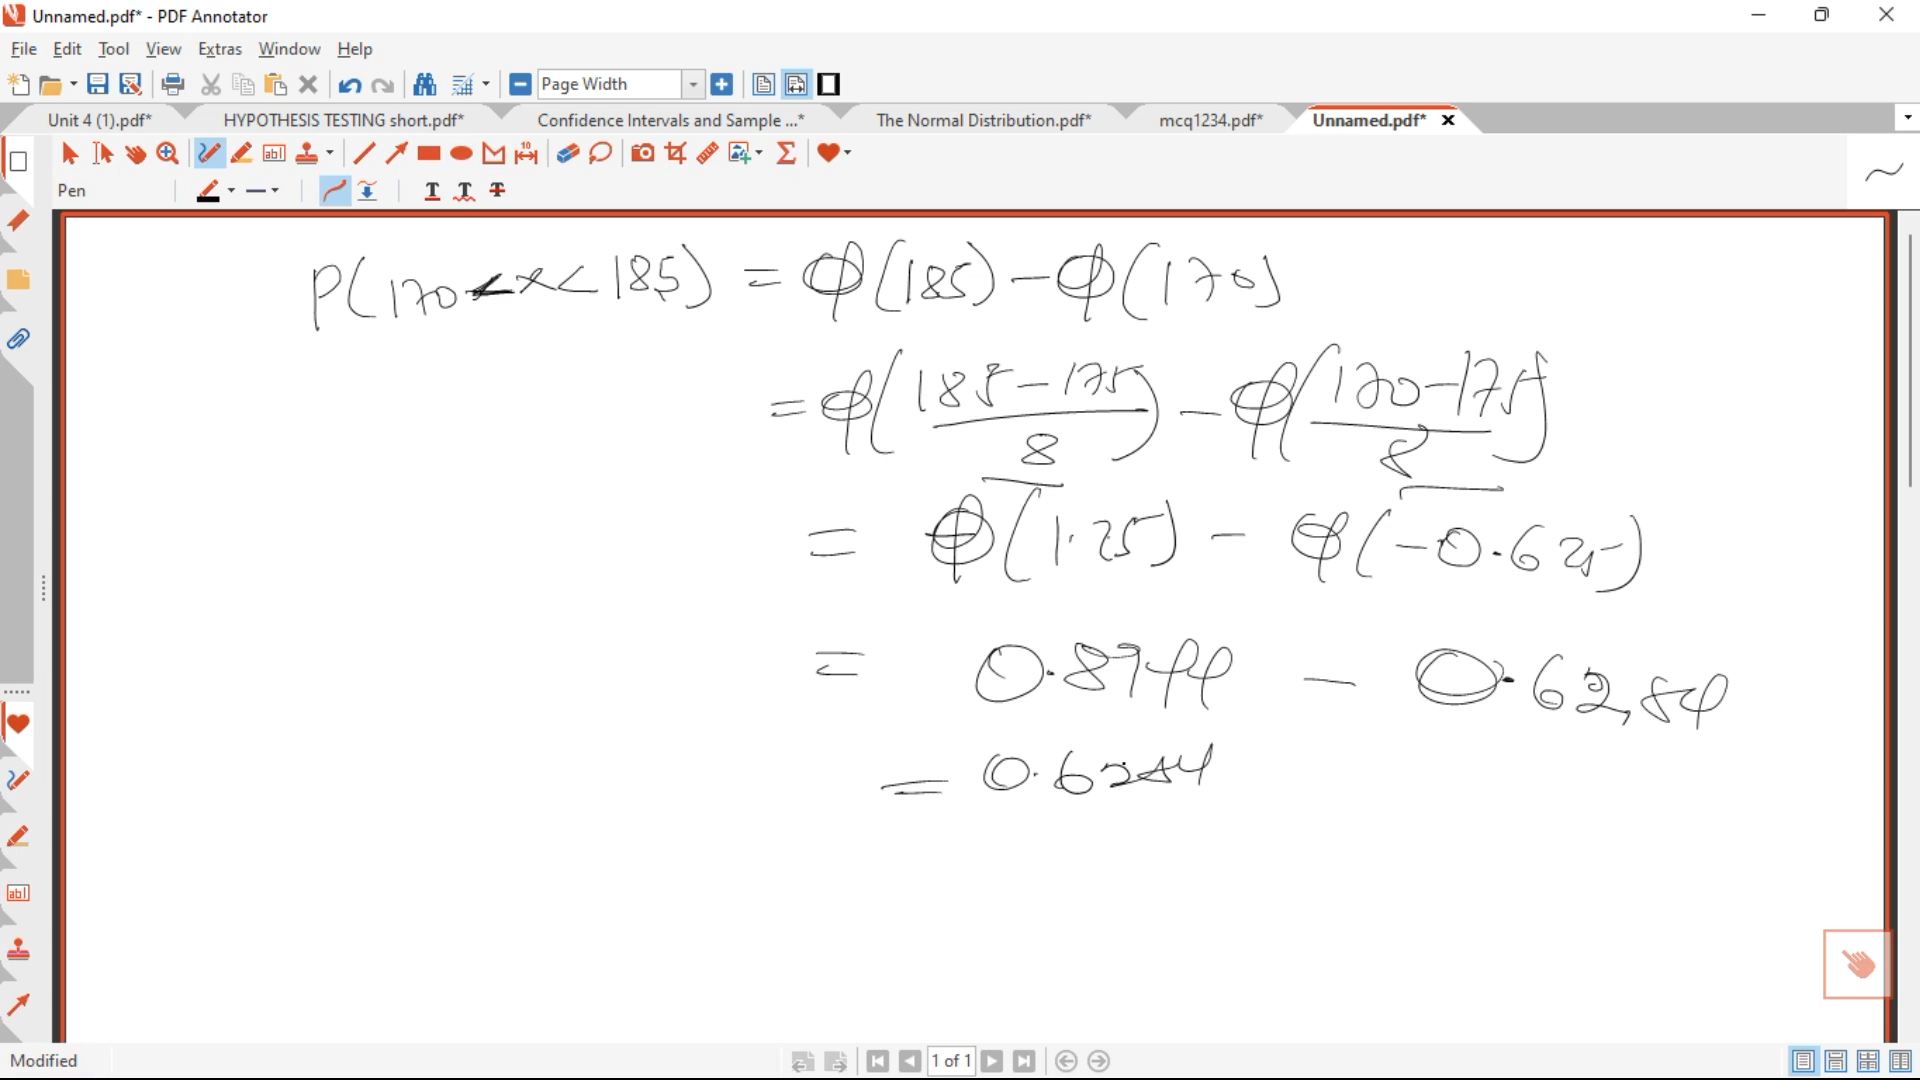 Unnamed.pdf* - PDF Annotator
File Edit Tool View Extras Window Help
Page Width
Unit 4 (1).pdf* HYPOTHESIS TESTING short.pdf* Confidence Intervals and Sample ...* The Normal Distribution.pdf* mcq1234.pdf* Unnamed.pdf*
Pen
P(170<x<185) = Φ(185) - Φ(170)
= Φ((185-175)/8) - Φ((170-175)/8)
= Φ(1.25) - Φ(-0.625)
= 0.8944 - 0.6284
= 0.6284
Modified 1 of 1